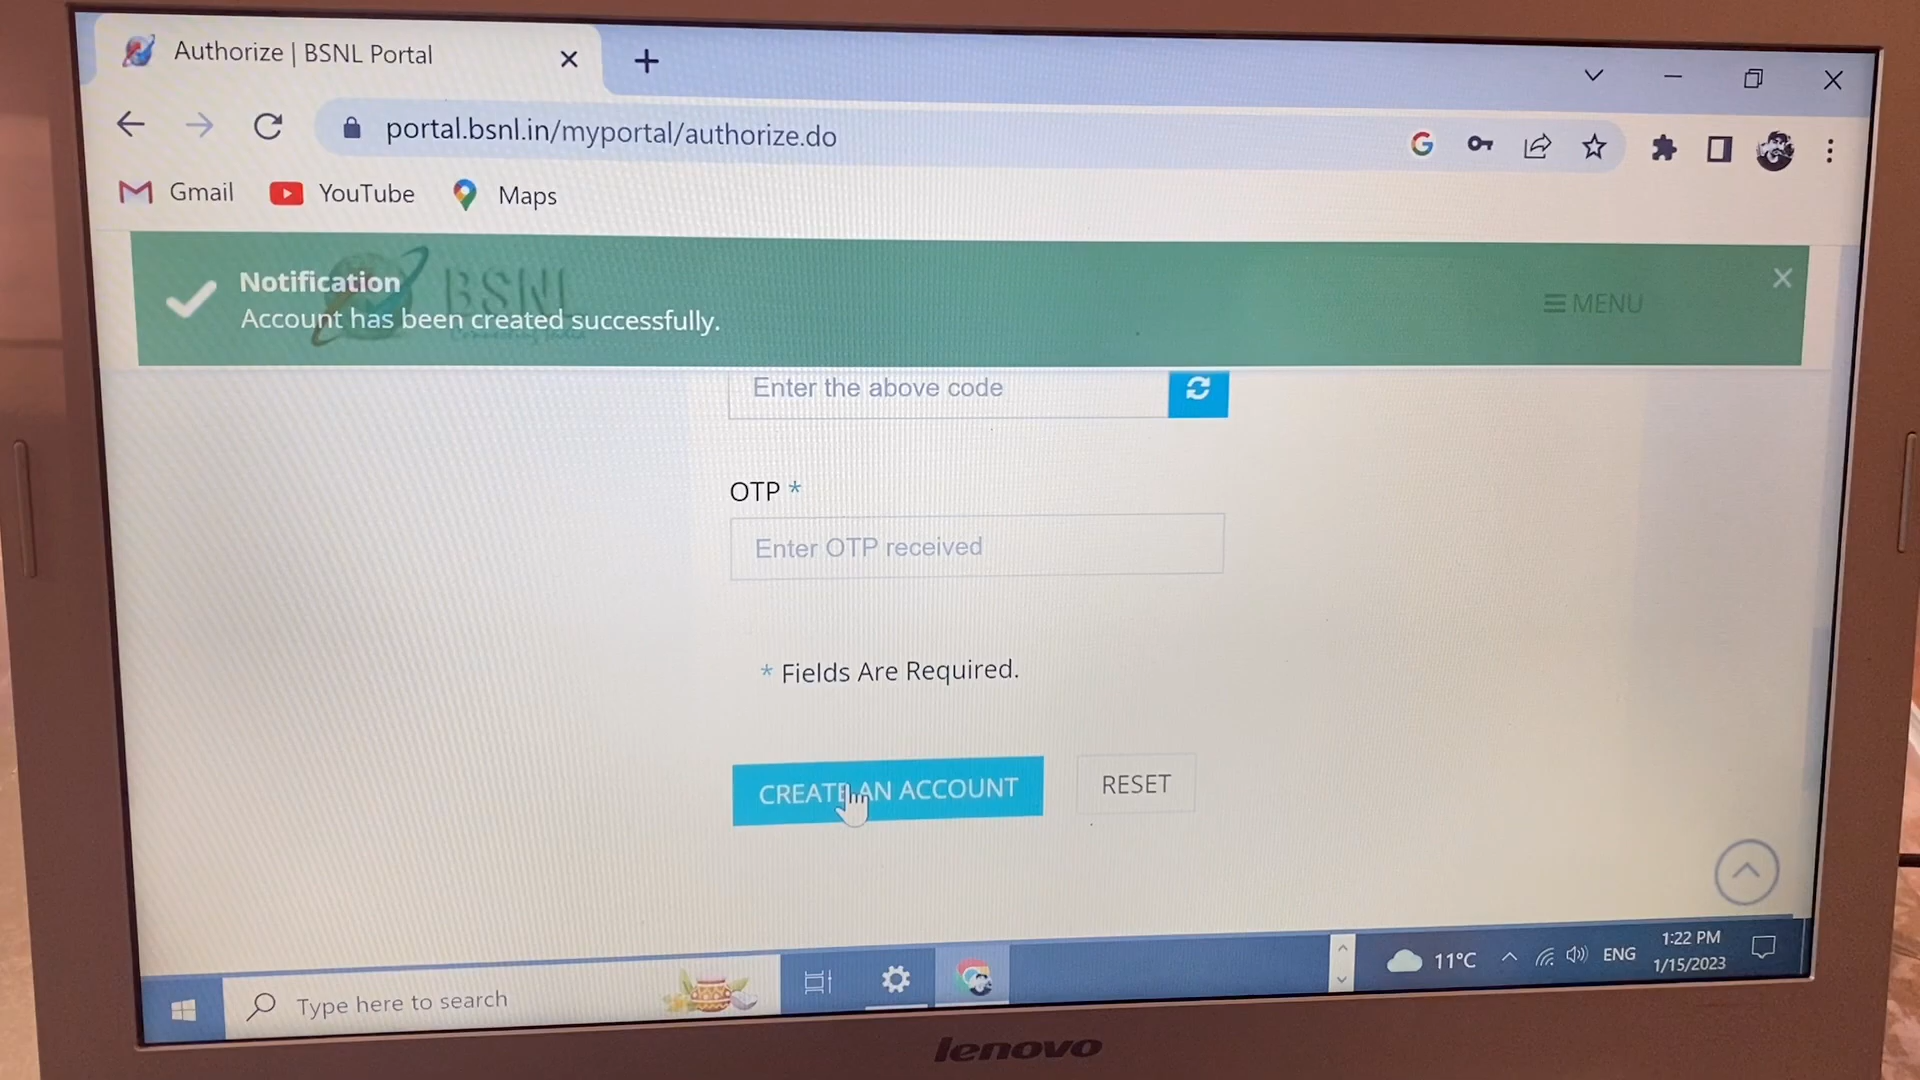 Authorize | BSNL Portal
portal.bsnl.in/myportal/authorize.do
Gmail YouTube Maps
Notification
Account has been created successfully.
BSNL
MENU
Enter the above code
OTP *
Enter OTP received
* Fields Are Required.
CREATE AN ACCOUNT RESET
Type here to search
11°C ENG
1:22 PM
1/15/2023
lenovo